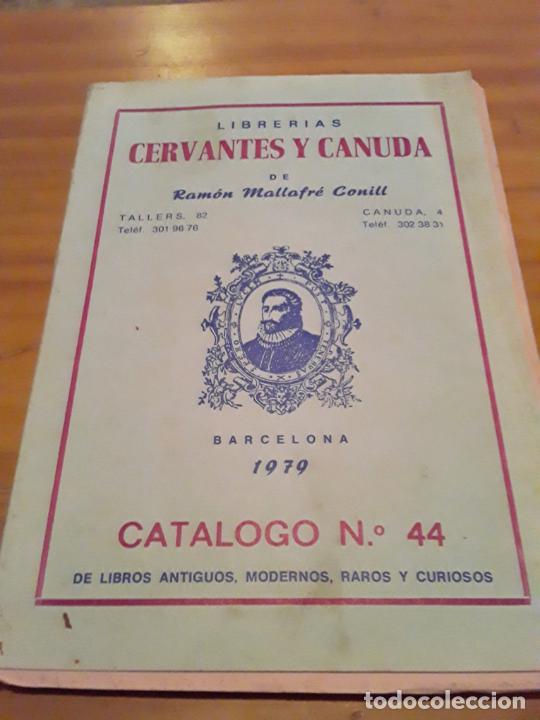 LIBRERIAS
CERVANTES Y CANUDA
DE
Ramón Mallafré Conill
TALLERS, 82
Teléf. 301 96 76
CANUDA, 4
Teléf. 302 38 31
BARCELONA
1979
CATALOGO N.º 44
DE LIBROS ANTIGUOS, MODERNOS, RAROS Y CURIOSOS
todocoleccion